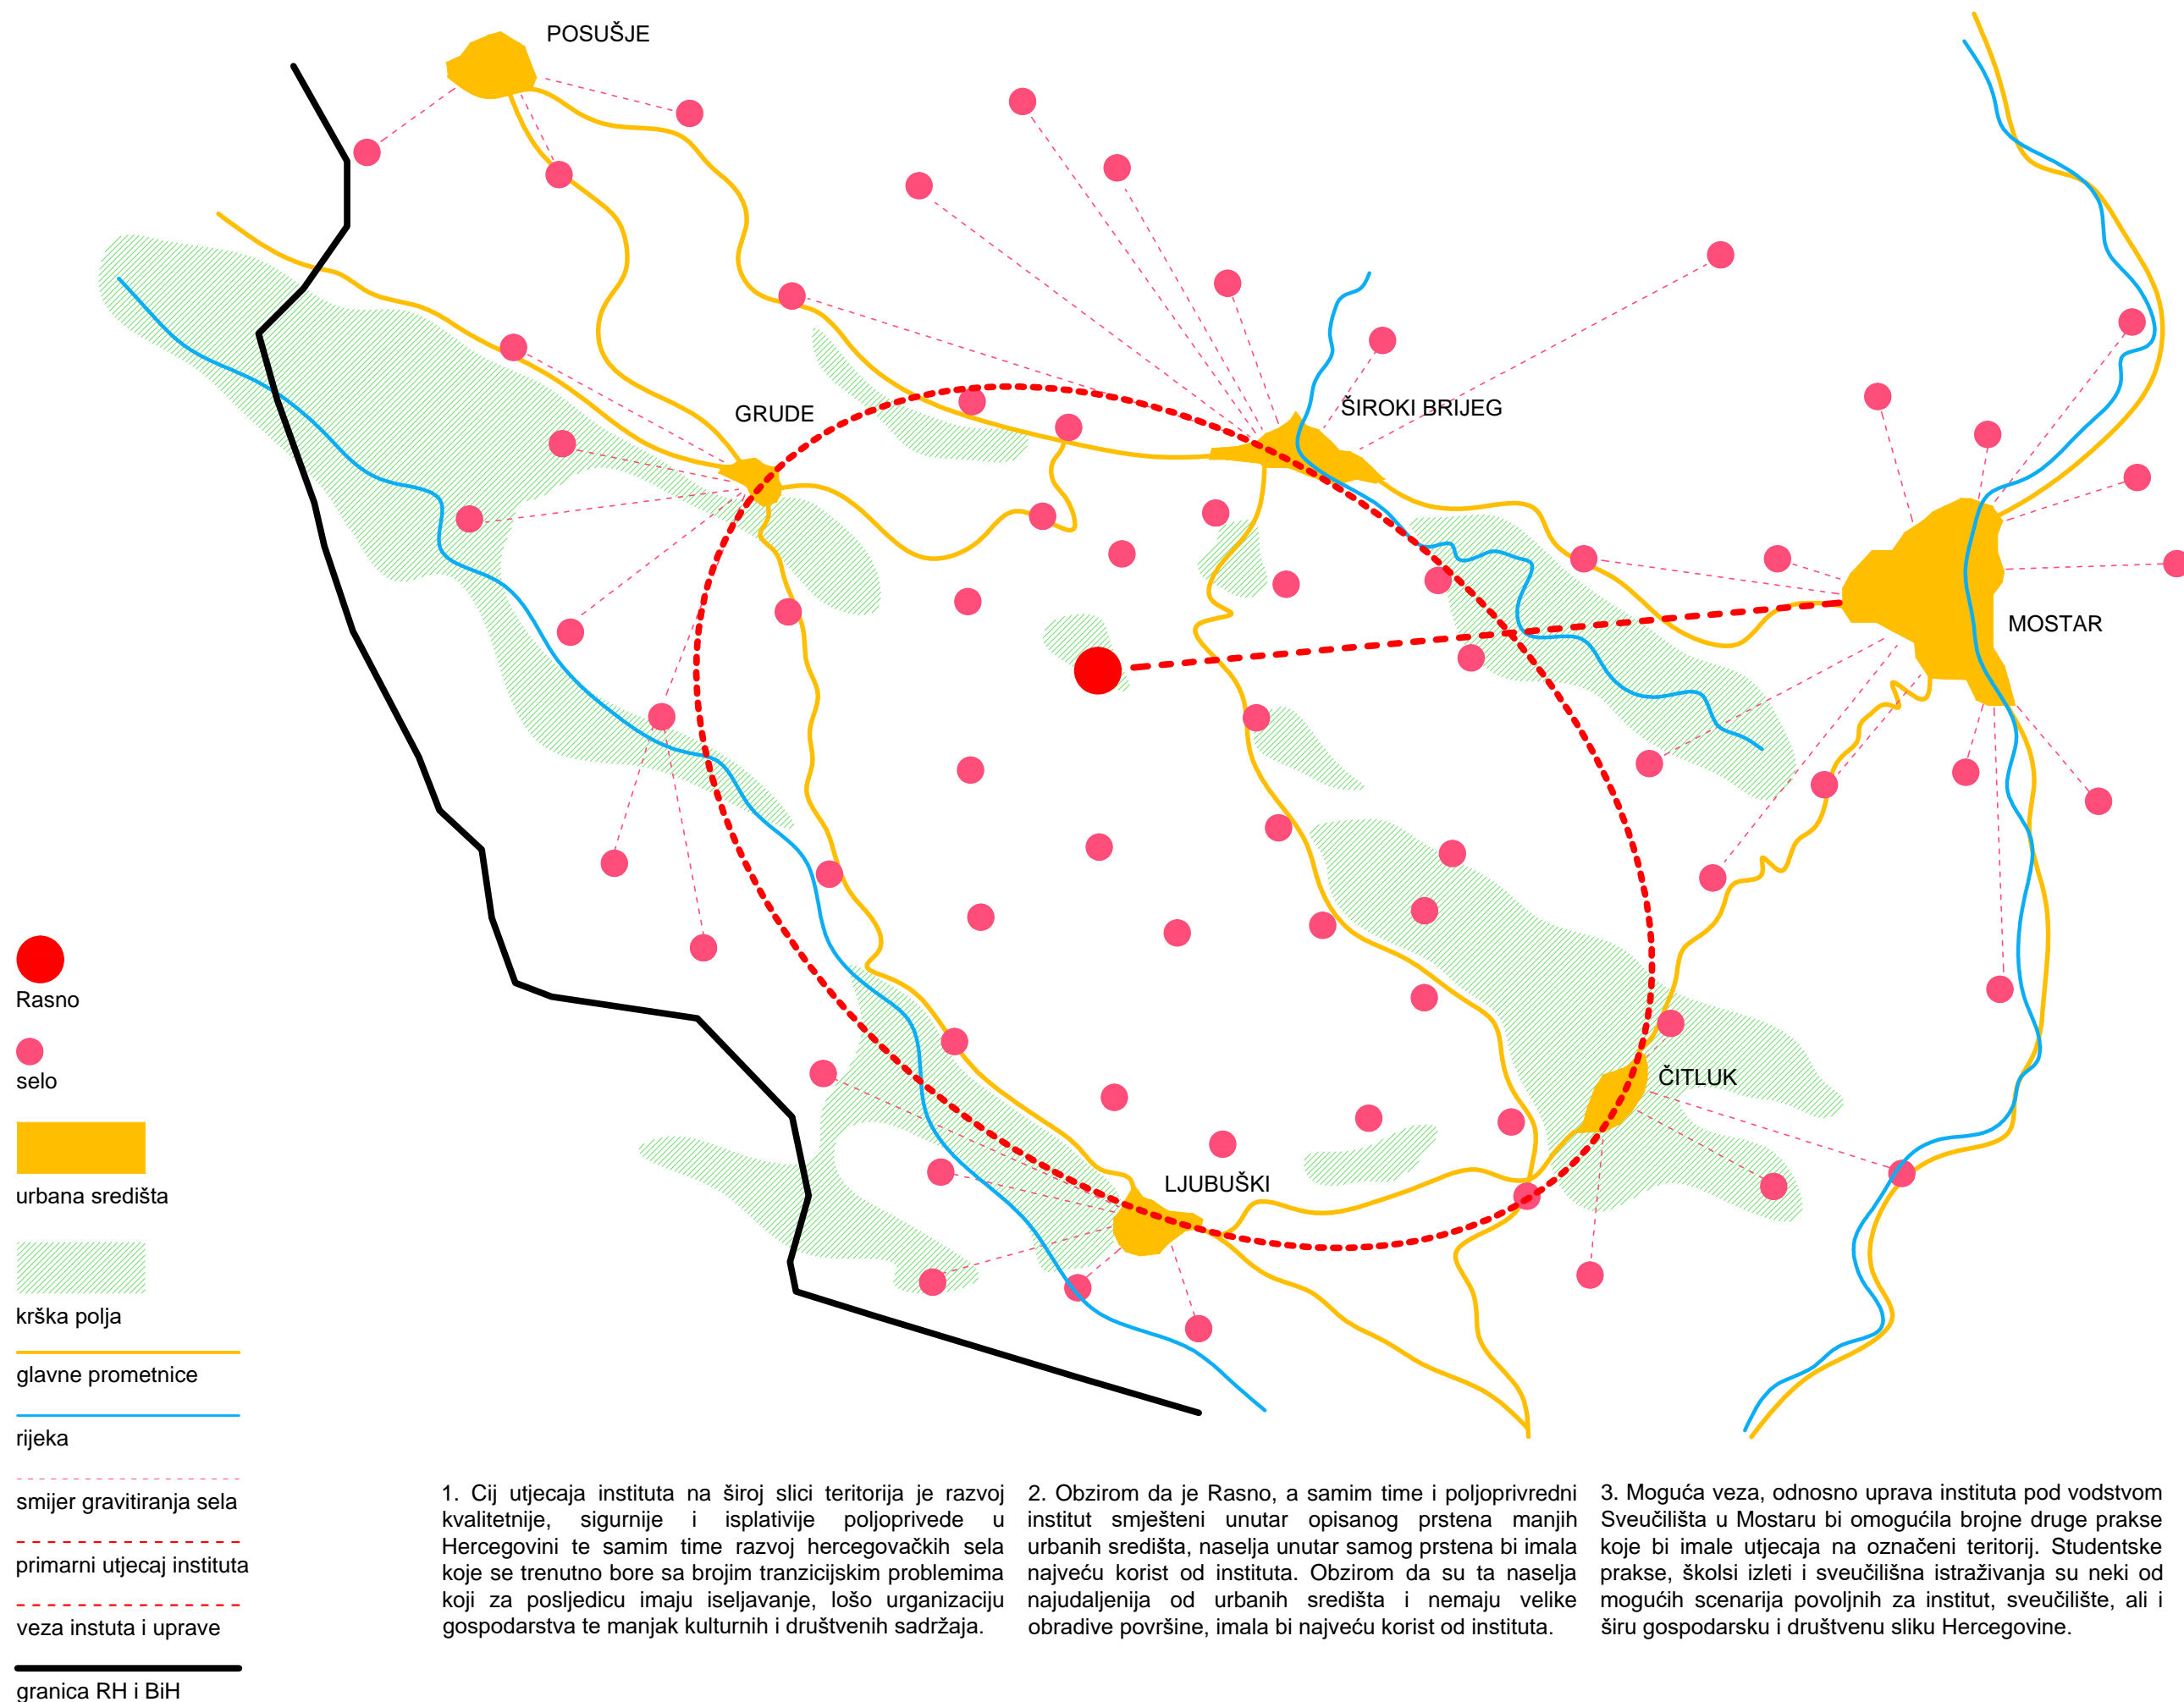 POSUŠJE
GRUDE
ŠIROKI BRIJEG
MOSTAR
ČITLUK
LJUBUŠKI
Rasno
selo
urbana središta
krška polja
glavne prometnice
rijeka
smijer gravitiranja sela
primarni utjecaj instituta
veza instuta i uprave
granica RH i BiH
1. Cij utjecaja instituta na široj slici teritorija je razvoj
kvalitetnije, sigurnije i isplativije poljoprivede u
Hercegovini te samim time razvoj hercegovačkih sela
koje se trenutno bore sa brojim tranzicijskim problemima
koji za posljedicu imaju iseljavanje, lošo urganizaciju
gospodarstva te manjak kulturnih i društvenih sadržaja.
2. Obzirom da je Rasno, a samim time i poljoprivredni
institut smješteni unutar opisanog prstena manjih
urbanih središta, naselja unutar samog prstena bi imala
najveću korist od instituta. Obzirom da su ta naselja
najudaljenija od urbanih središta i nemaju velike
obradive površine, imala bi najveću korist od instituta.
3. Moguća veza, odnosno uprava instituta pod vodstvom
Sveučilišta u Mostaru bi omogućila brojne druge prakse
koje bi imale utjecaja na označeni teritorij. Studentske
prakse, školsi izleti i sveučilišna istraživanja su neki od
mogućih scenarija povoljnih za institut, sveučilište, ali i
širu gospodarsku i društvenu sliku Hercegovine.